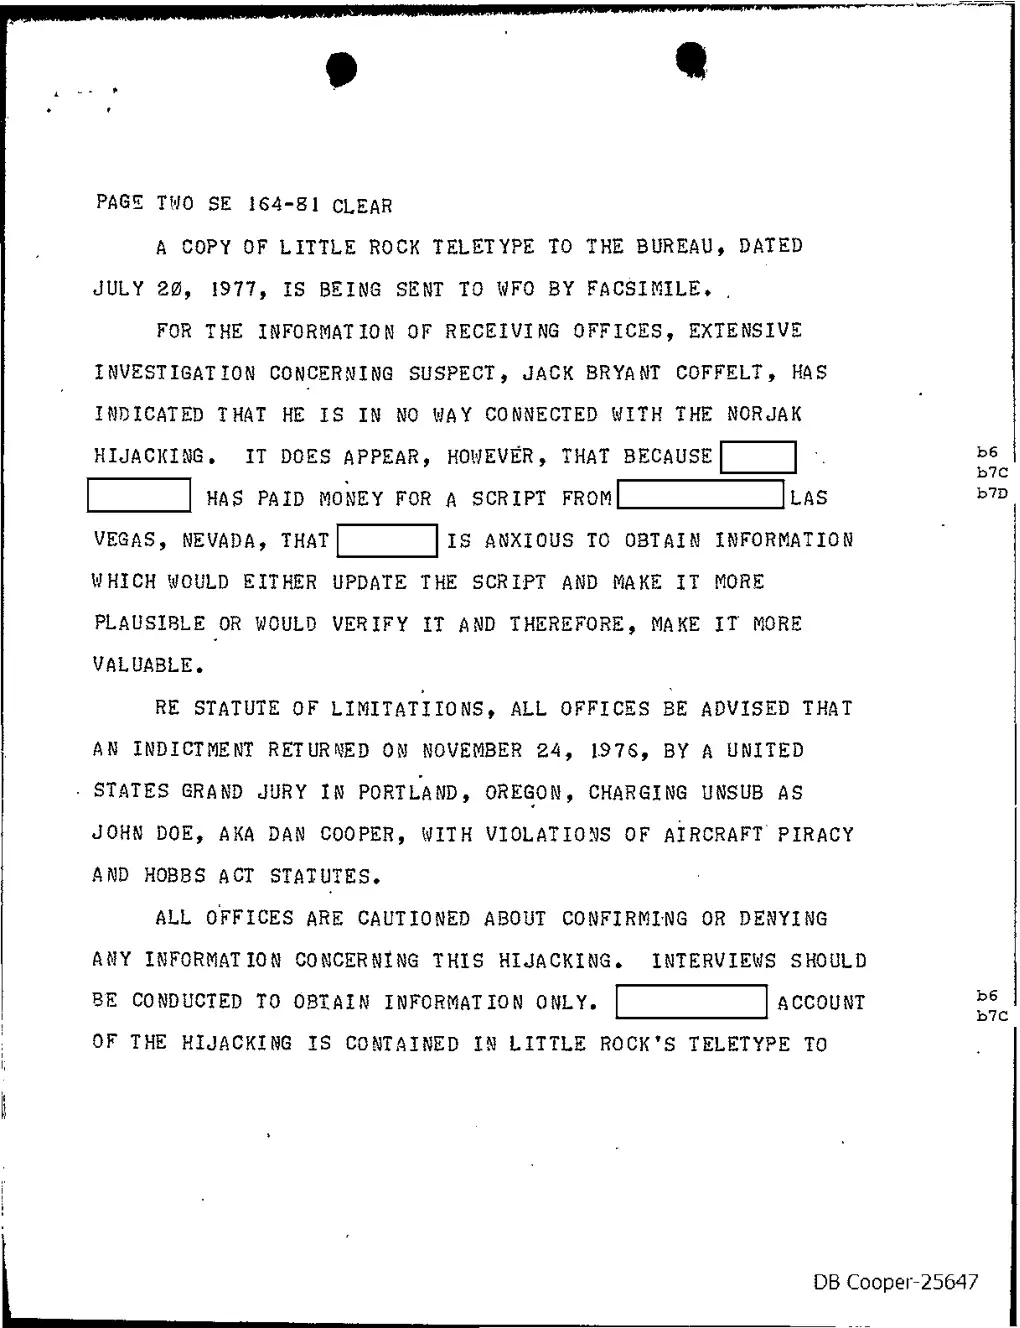 PAGE TWO SE 164-81 CLEAR
A COPY OF LITTLE ROCK TELETYPE TO THE BUREAU, DATED
JULY 20, 1977, IS BEING SENT TO WFO BY FACSIMILE.
FOR THE INFORMATION OF RECEIVING OFFICES, EXTENSIVE
INVESTIGATION CONCERNING SUSPECT, JACK BRYANT COFFELT, HAS
INDICATED THAT HE IS IN NO WAY CONNECTED WITH THE NORJAK
HIJACKING. IT DOES APPEAR, HOWEVER, THAT BECAUSE
b6
b7C
HAS PAID MONEY FOR A SCRIPT FROM LAS
b7D
VEGAS, NEVADA, THAT IS ANXIOUS TO OBTAIN INFORMATION
WHICH WOULD EITHER UPDATE THE SCRIPT AND MAKE IT MORE
PLAUSIBLE OR WOULD VERIFY IT AND THEREFORE, MAKE IT MORE
VALUABLE.
RE STATUTE OF LIMITATIIONS, ALL OFFICES BE ADVISED THAT
AN INDICTMENT RETURNED ON NOVEMBER 24, 1976, BY A UNITED
STATES GRAND JURY IN PORTLAND, OREGON, CHARGING UNSUB AS
JOHN DOE, AKA DAN COOPER, WITH VIOLATIONS OF AIRCRAFT PIRACY
AND HOBBS ACT STATUTES.
ALL OFFICES ARE CAUTIONED ABOUT CONFIRMING OR DENYING
ANY INFORMATION CONCERNING THIS HIJACKING. INTERVIEWS SHOULD
BE CONDUCTED TO OBTAIN INFORMATION ONLY. ACCOUNT
b6
b7C
OF THE HIJACKING IS CONTAINED IN LITTLE ROCK'S TELETYPE TO
DB Cooper-25647